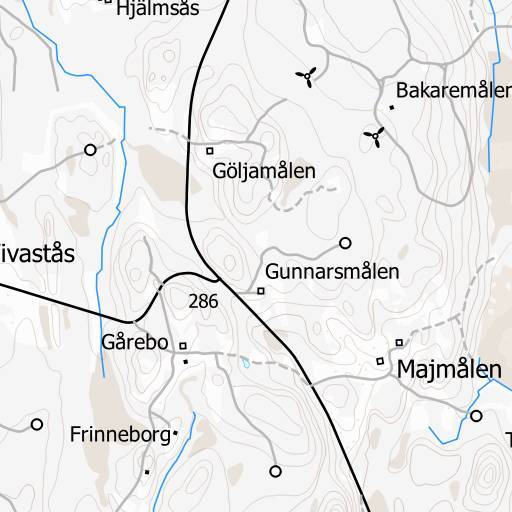 Hjälmsås
Bakaremålen
Göljamålen
ivastås
Gunnarsmålen
286
Gårebo
Majmålen
Frinneborg
T